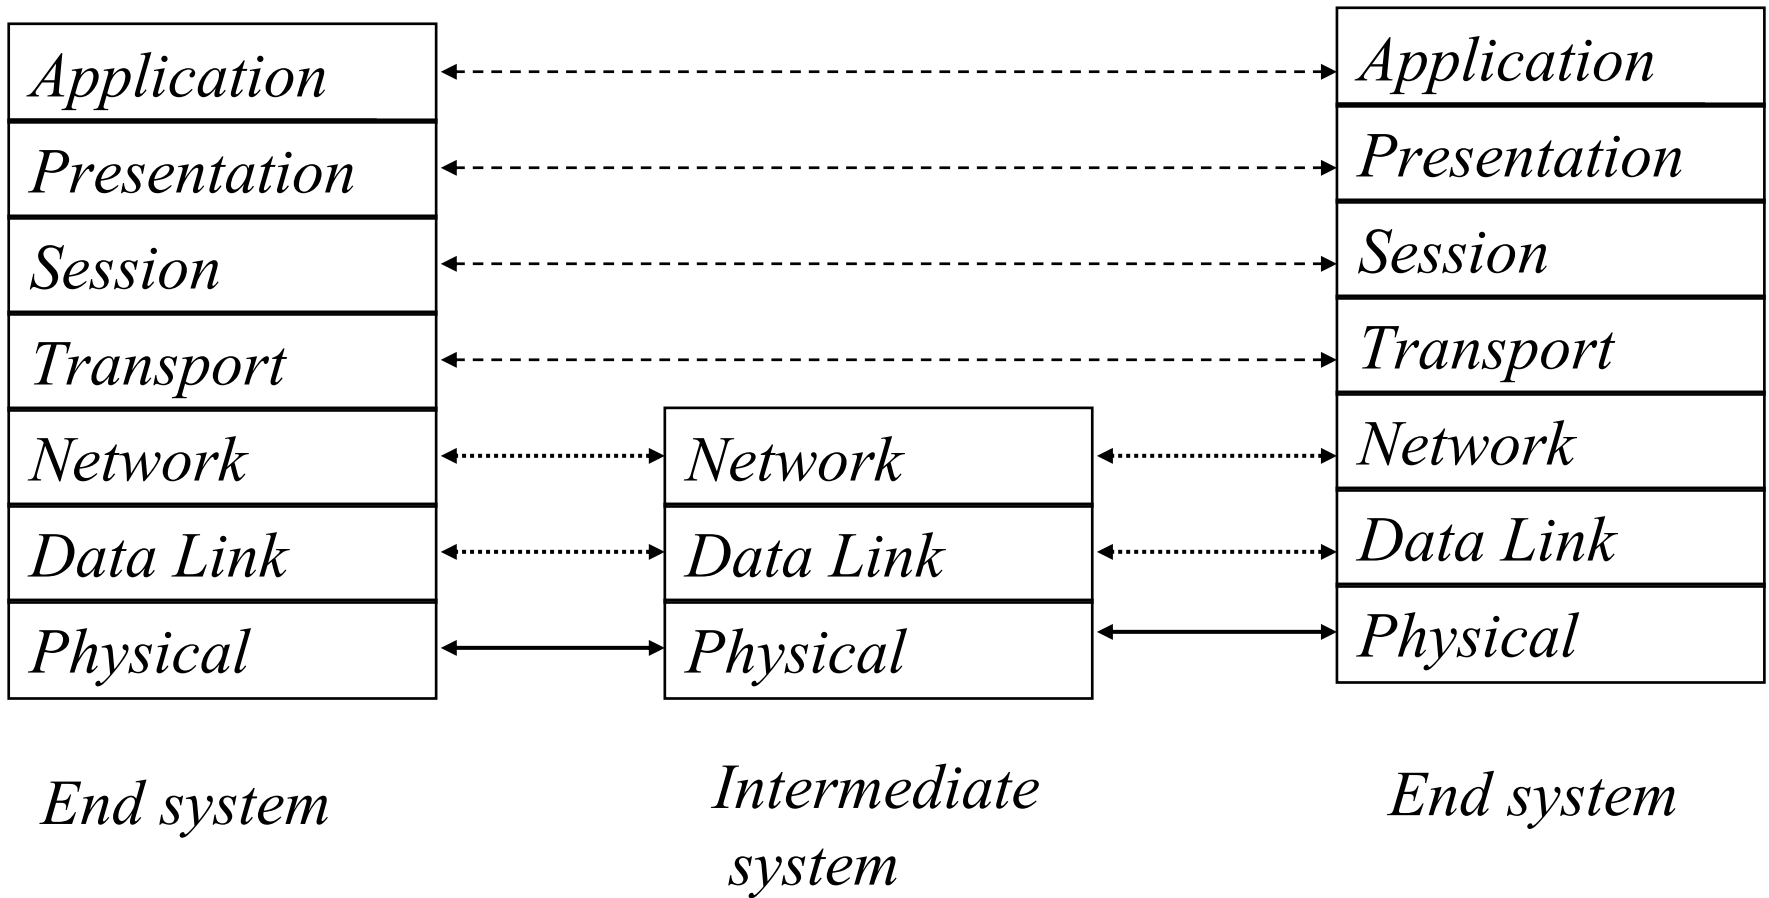 Application
Presentation
Session
Transport
Network
Data Link
Physical
End system
Network
Data Link
Physical
Intermediate
system
Application
Presentation
Session
Transport
Network
Data Link
Physical
End system